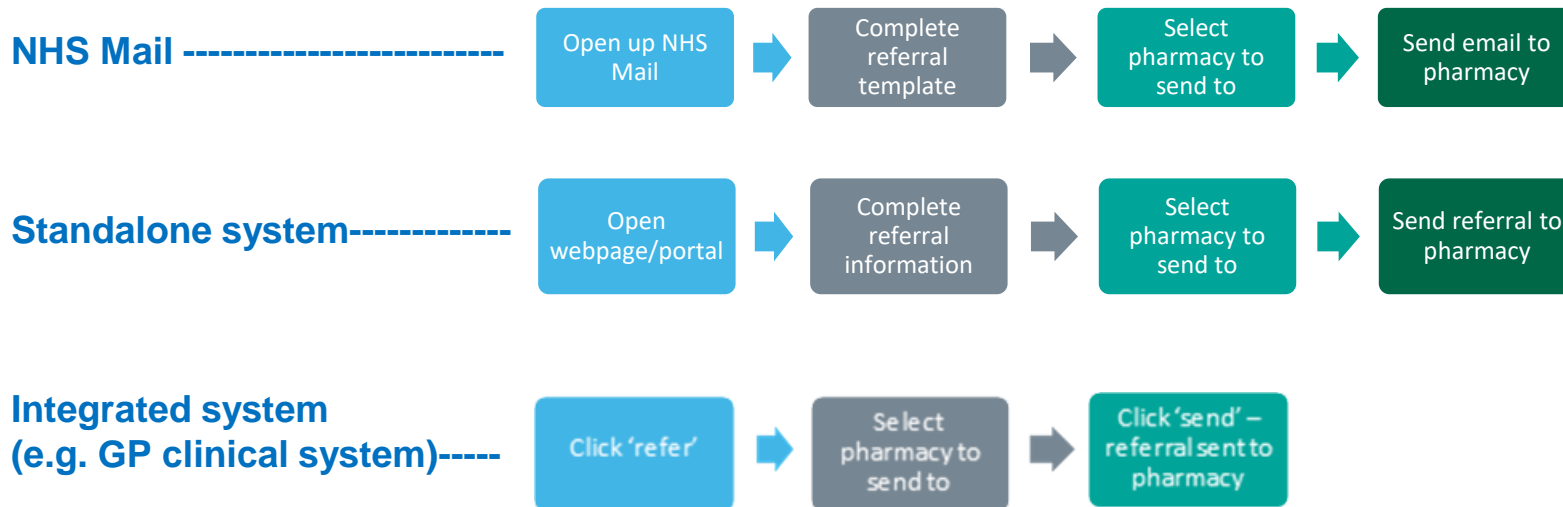 NHS Mail --------------------------
Open up NHS
Mail
Complete
referral
template
Select
pharmacy to
send to
Send email to
pharmacy
Standalone system-------------
Open
webpage/portal
Complete
referral
information
Select
pharmacy to
send to
Send referral to
pharmacy
Integrated system
(e.g. GP clinical system)-----
Click 'refer'
Select
pharmacy to
send to
Click 'send' –
referral sent to
pharmacy